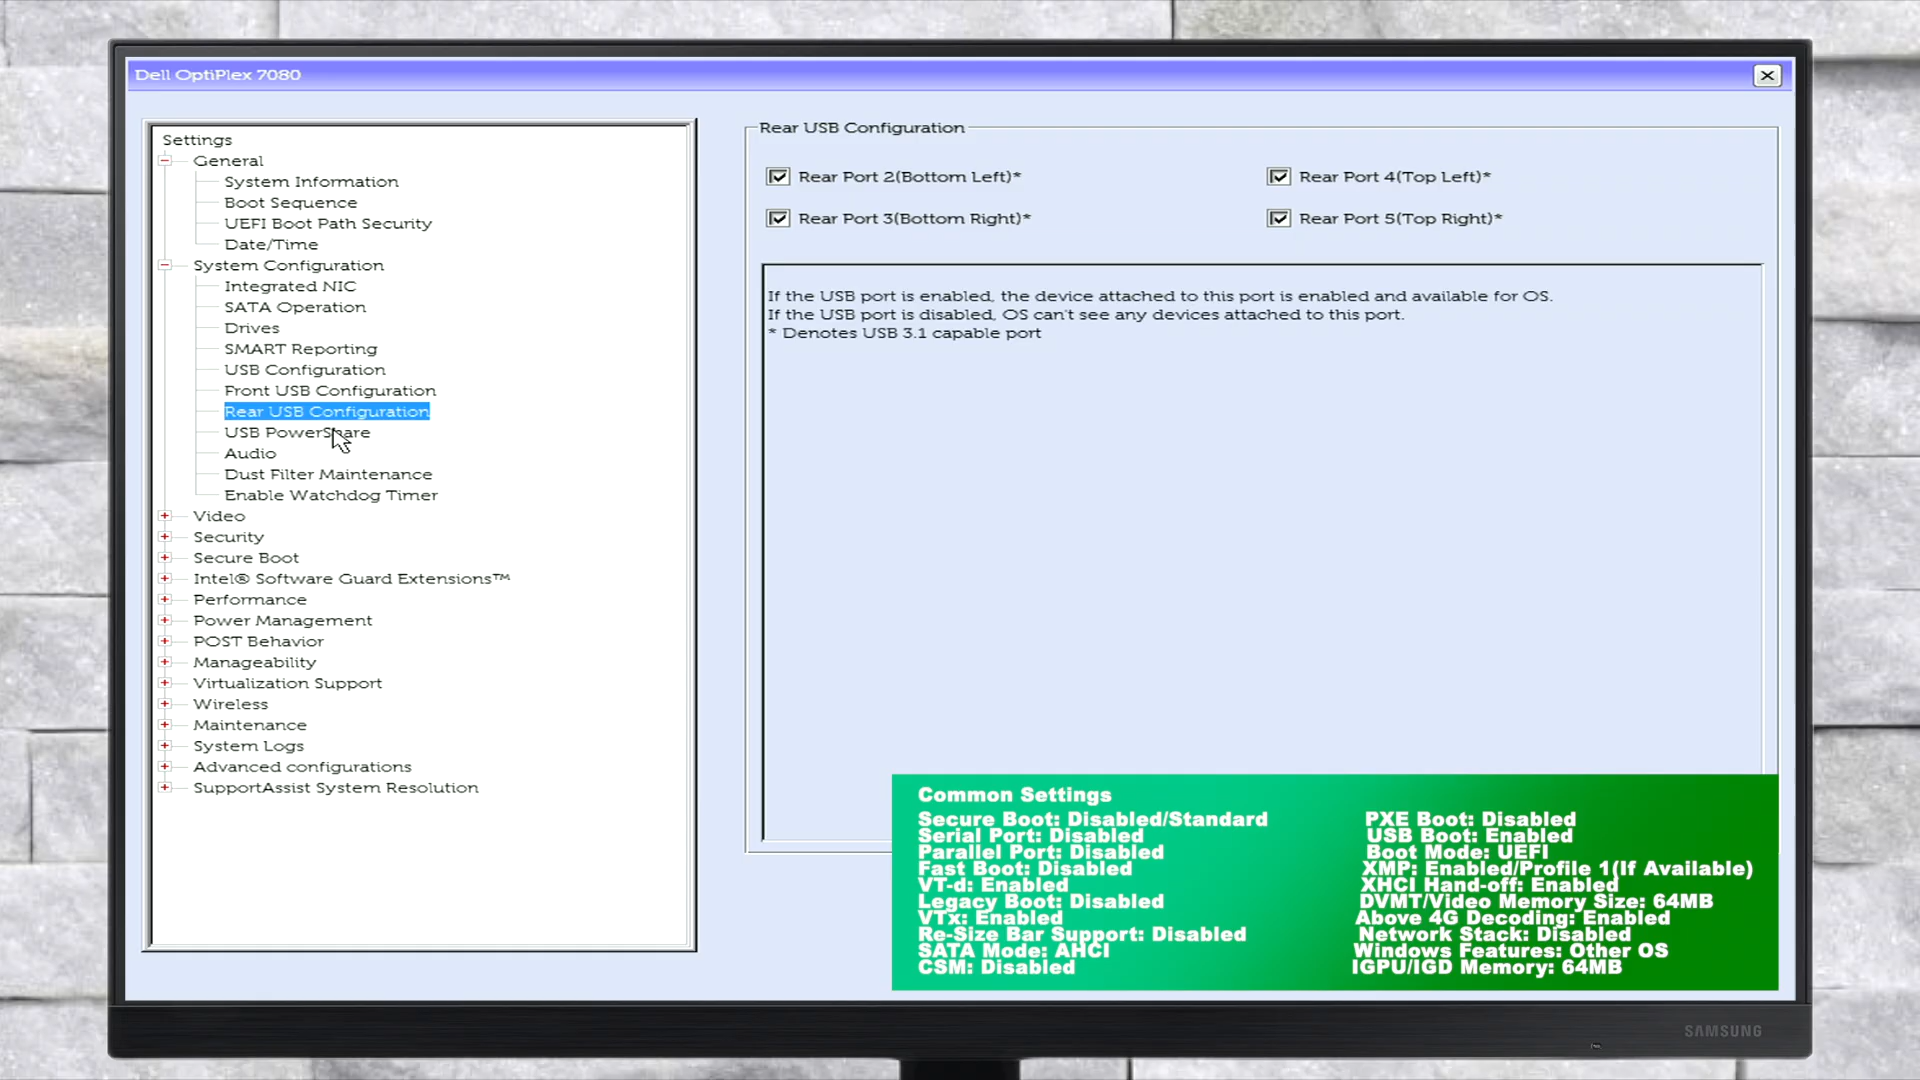 Dell OptiPlex 7080
Settings
General
System Information
Boot Sequence
UEFI Boot Path Security
Date/Time
System Configuration
Integrated NIC
SATA Operation
Drives
SMART Reporting
USB Configuration
Front USB Configuration
Rear USB Configuration
USB PowerShare
Audio
Dust Filter Maintenance
Enable Watchdog Timer
Video
Security
Secure Boot
Intel® Software Guard Extensions™
Performance
Power Management
POST Behavior
Manageability
Virtualization Support
Wireless
Maintenance
System Logs
Advanced configurations
SupportAssist System Resolution
Rear USB Configuration
Rear Port 2(Bottom Left)*
Rear Port 4(Top Left)*
Rear Port 3(Bottom Right)*
Rear Port 5(Top Right)*
If the USB port is enabled, the device attached to this port is enabled and available for OS.
If the USB port is disabled, OS can't see any devices attached to this port.
* Denotes USB 3.1 capable port
Common Settings
Secure Boot: Disabled/Standard
Serial Port: Disabled
Parallel Port: Disabled
Fast Boot: Disabled
VT-d: Enabled
Legacy Boot: Disabled
VTx: Enabled
Re-Size Bar Support: Disabled
SATA Mode: AHCI
CSM: Disabled
PXE Boot: Disabled
USB Boot: Enabled
Boot Mode: UEFI
XMP: Enabled/Profile 1(If Available)
XHCI Hand-off: Enabled
DVMT/Video Memory Size: 64MB
Above 4G Decoding: Enabled
Network Stack: Disabled
Windows Features: Other OS
IGPU/IGD Memory: 64MB
SAMSUNG